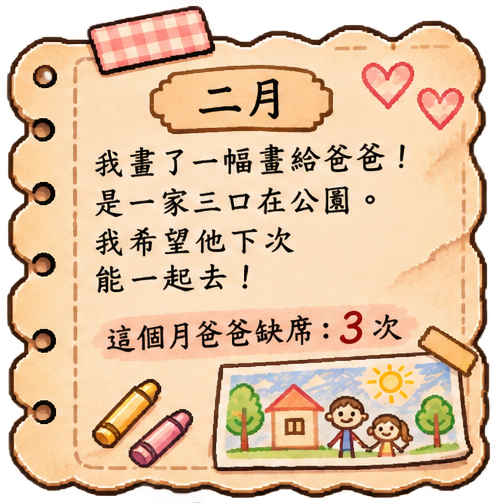 二月
我畫了一幅畫給爸爸！
是一家三口在公園。
我希望他下次
能一起去！
這個月爸爸缺席：3 次